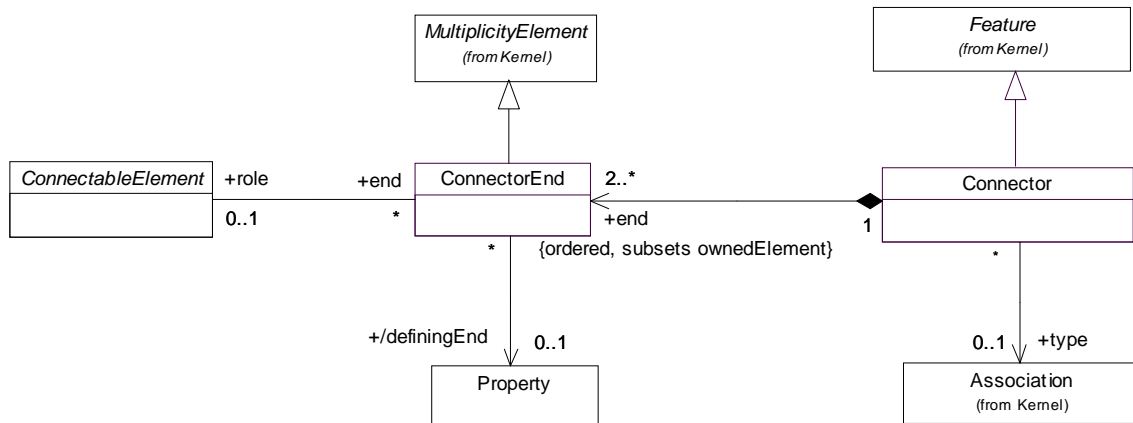 MultiplicityElement
(from Kernel)
Feature
(from Kernel)
ConnectableElement
+role
0..1
+end
*
ConnectorEnd
2..*
+end
{ordered, subsets ownedElement}
1
Connector
*
+/definingEnd
0..1
Property
*
0..1
+type
Association
(from Kernel)